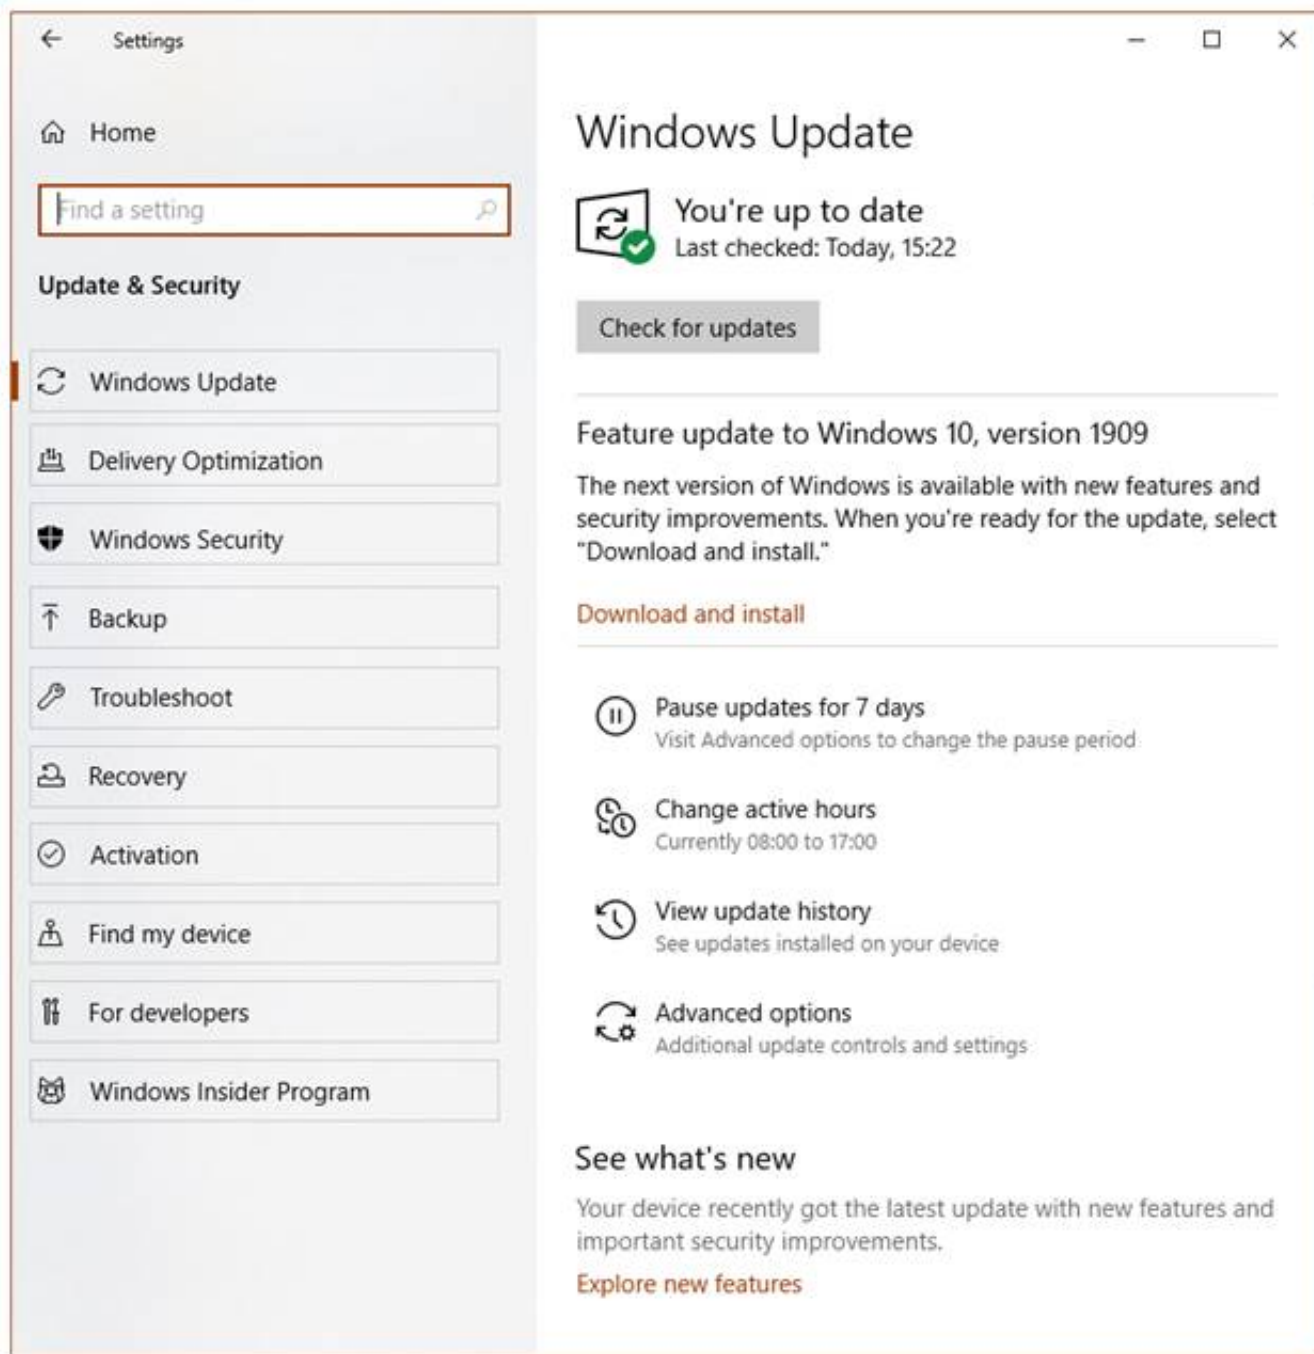 Settings
Home
Find a setting
Update & Security
Windows Update
Delivery Optimization
Windows Security
Backup
Troubleshoot
Recovery
Activation
Find my device
For developers
Windows Insider Program
Windows Update
You're up to date
Last checked: Today, 15:22
Check for updates
Feature update to Windows 10, version 1909
The next version of Windows is available with new features and
security improvements. When you're ready for the update, select
"Download and install."
Download and install
Pause updates for 7 days
Visit Advanced options to change the pause period
Change active hours
Currently 08:00 to 17:00
View update history
See updates installed on your device
Advanced options
Additional update controls and settings
See what's new
Your device recently got the latest update with new features and
important security improvements.
Explore new features